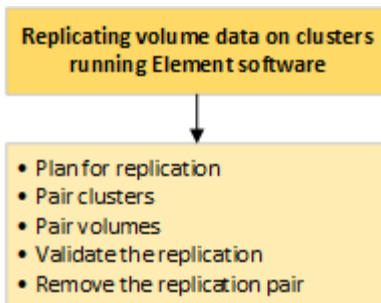 Replicating volume data on clusters
running Element software
• Plan for replication
• Pair clusters
• Pair volumes
• Validate the replication
• Remove the replication pair